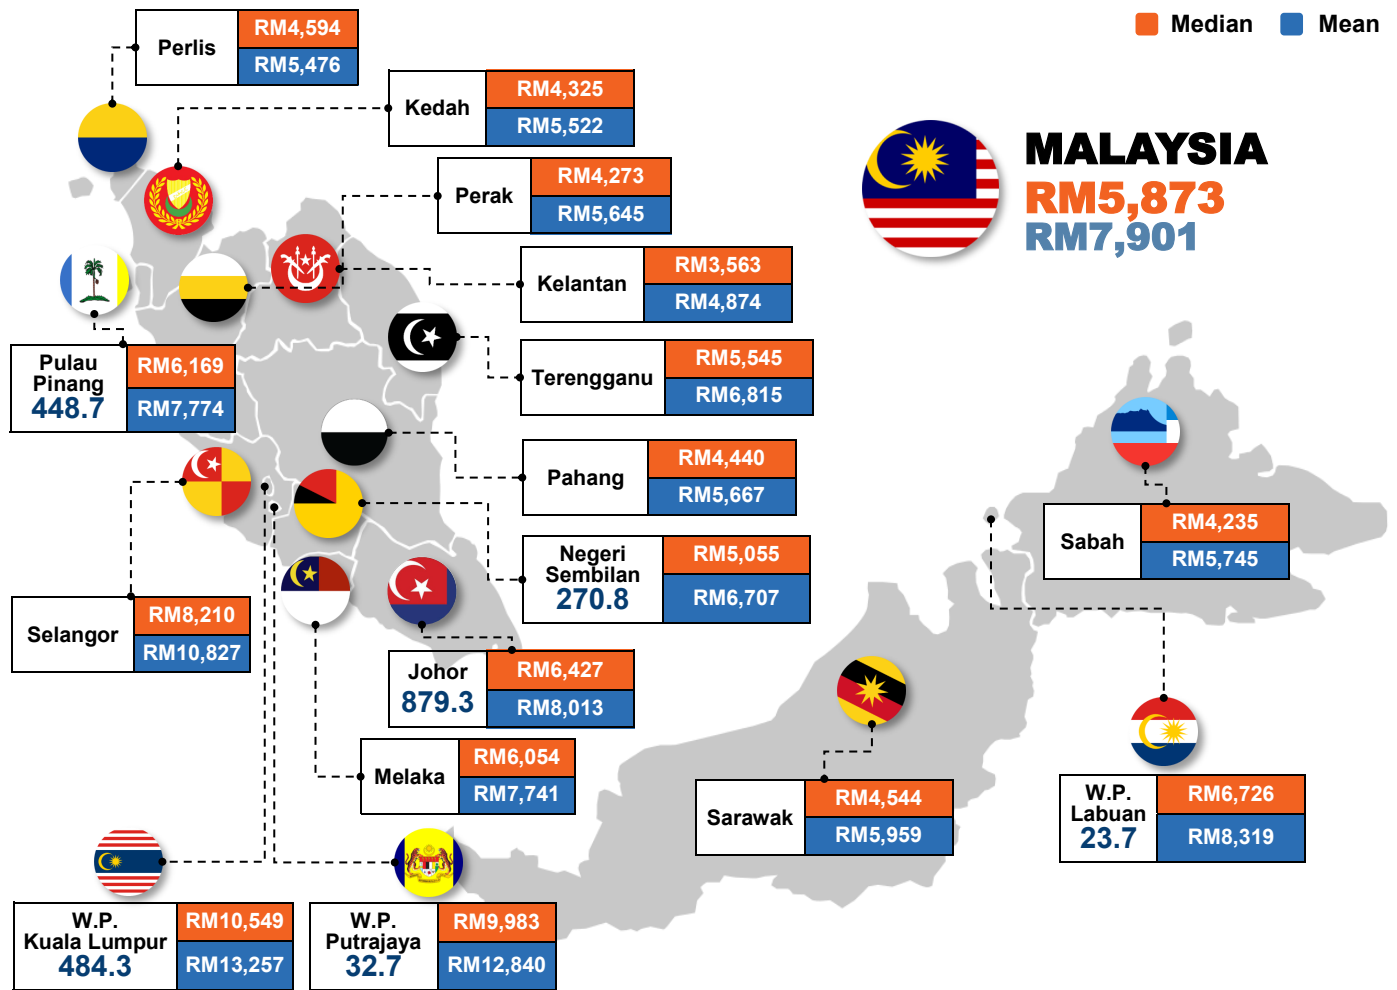 Median
Mean
Perlis
RM4,594
RM5,476
Kedah
RM4,325
RM5,522
MALAYSIA
RM5,873
RM7,901
Perak
RM4,273
RM5,645
Kelantan
RM3,563
RM4,874
Pulau
Pinang
448.7
RM6,169
RM7,774
Terengganu
RM5,545
RM6,815
Pahang
RM4,440
RM5,667
Sabah
RM4,235
RM5,745
Negeri
Sembilan
270.8
RM5,055
RM6,707
Selangor
RM8,210
RM10,827
Johor
879.3
RM6,427
RM8,013
Melaka
RM6,054
RM7,741
Sarawak
RM4,544
RM5,959
W.P.
Labuan
23.7
RM6,726
RM8,319
W.P.
Kuala Lumpur
484.3
RM10,549
RM13,257
W.P.
Putrajaya
32.7
RM9,983
RM12,840